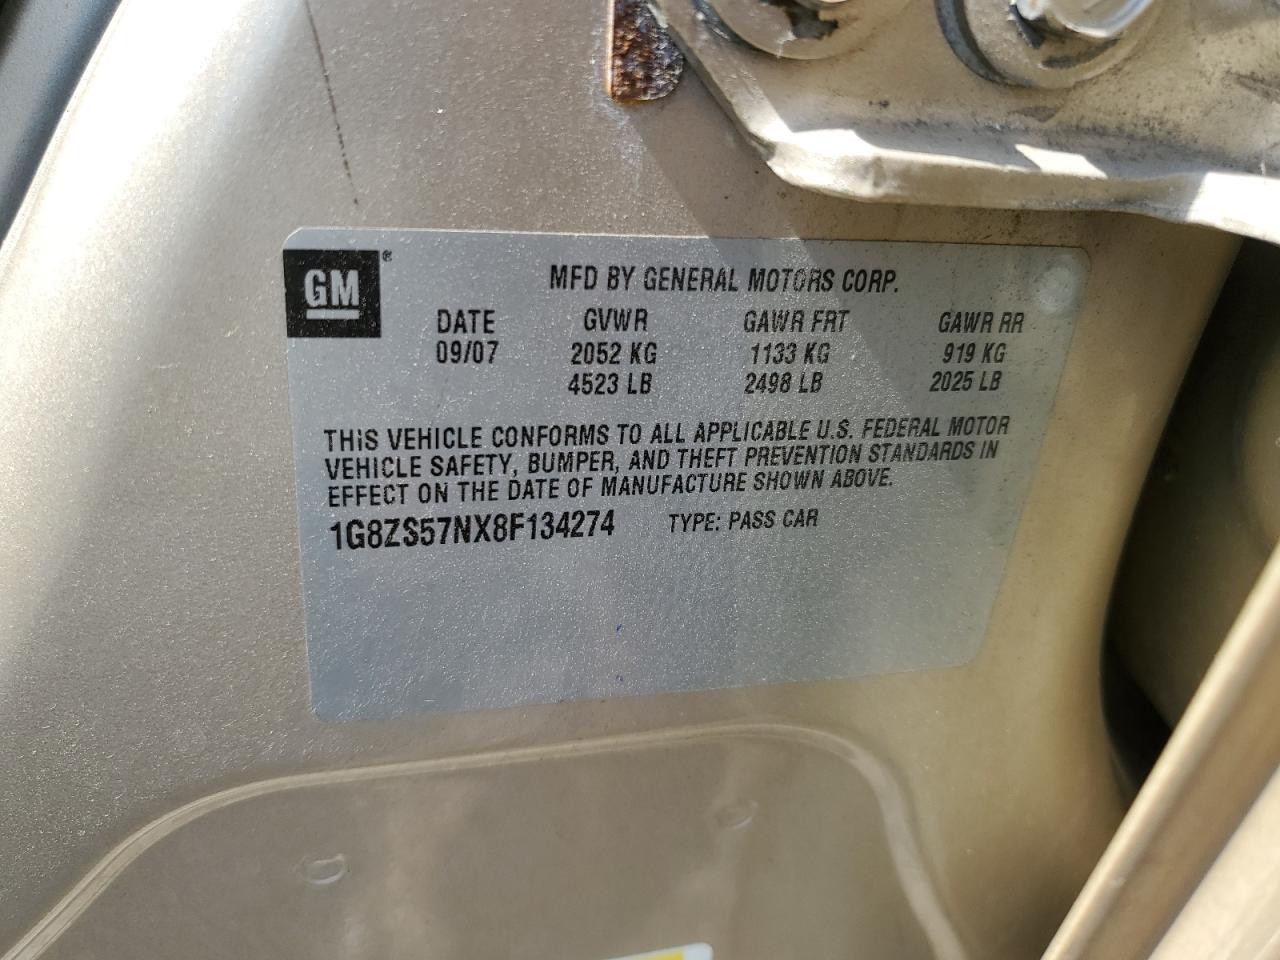 GM ®
MFD BY GENERAL MOTORS CORP.
DATE GVWR GAWR FRT GAWR RR
09/07 2052 KG 1133 KG 919 KG
4523 LB 2498 LB 2025 LB
THIS VEHICLE CONFORMS TO ALL APPLICABLE U.S. FEDERAL MOTOR
VEHICLE SAFETY, BUMPER, AND THEFT PREVENTION STANDARDS IN
EFFECT ON THE DATE OF MANUFACTURE SHOWN ABOVE.
1G8ZS57NX8F134274 TYPE: PASS CAR